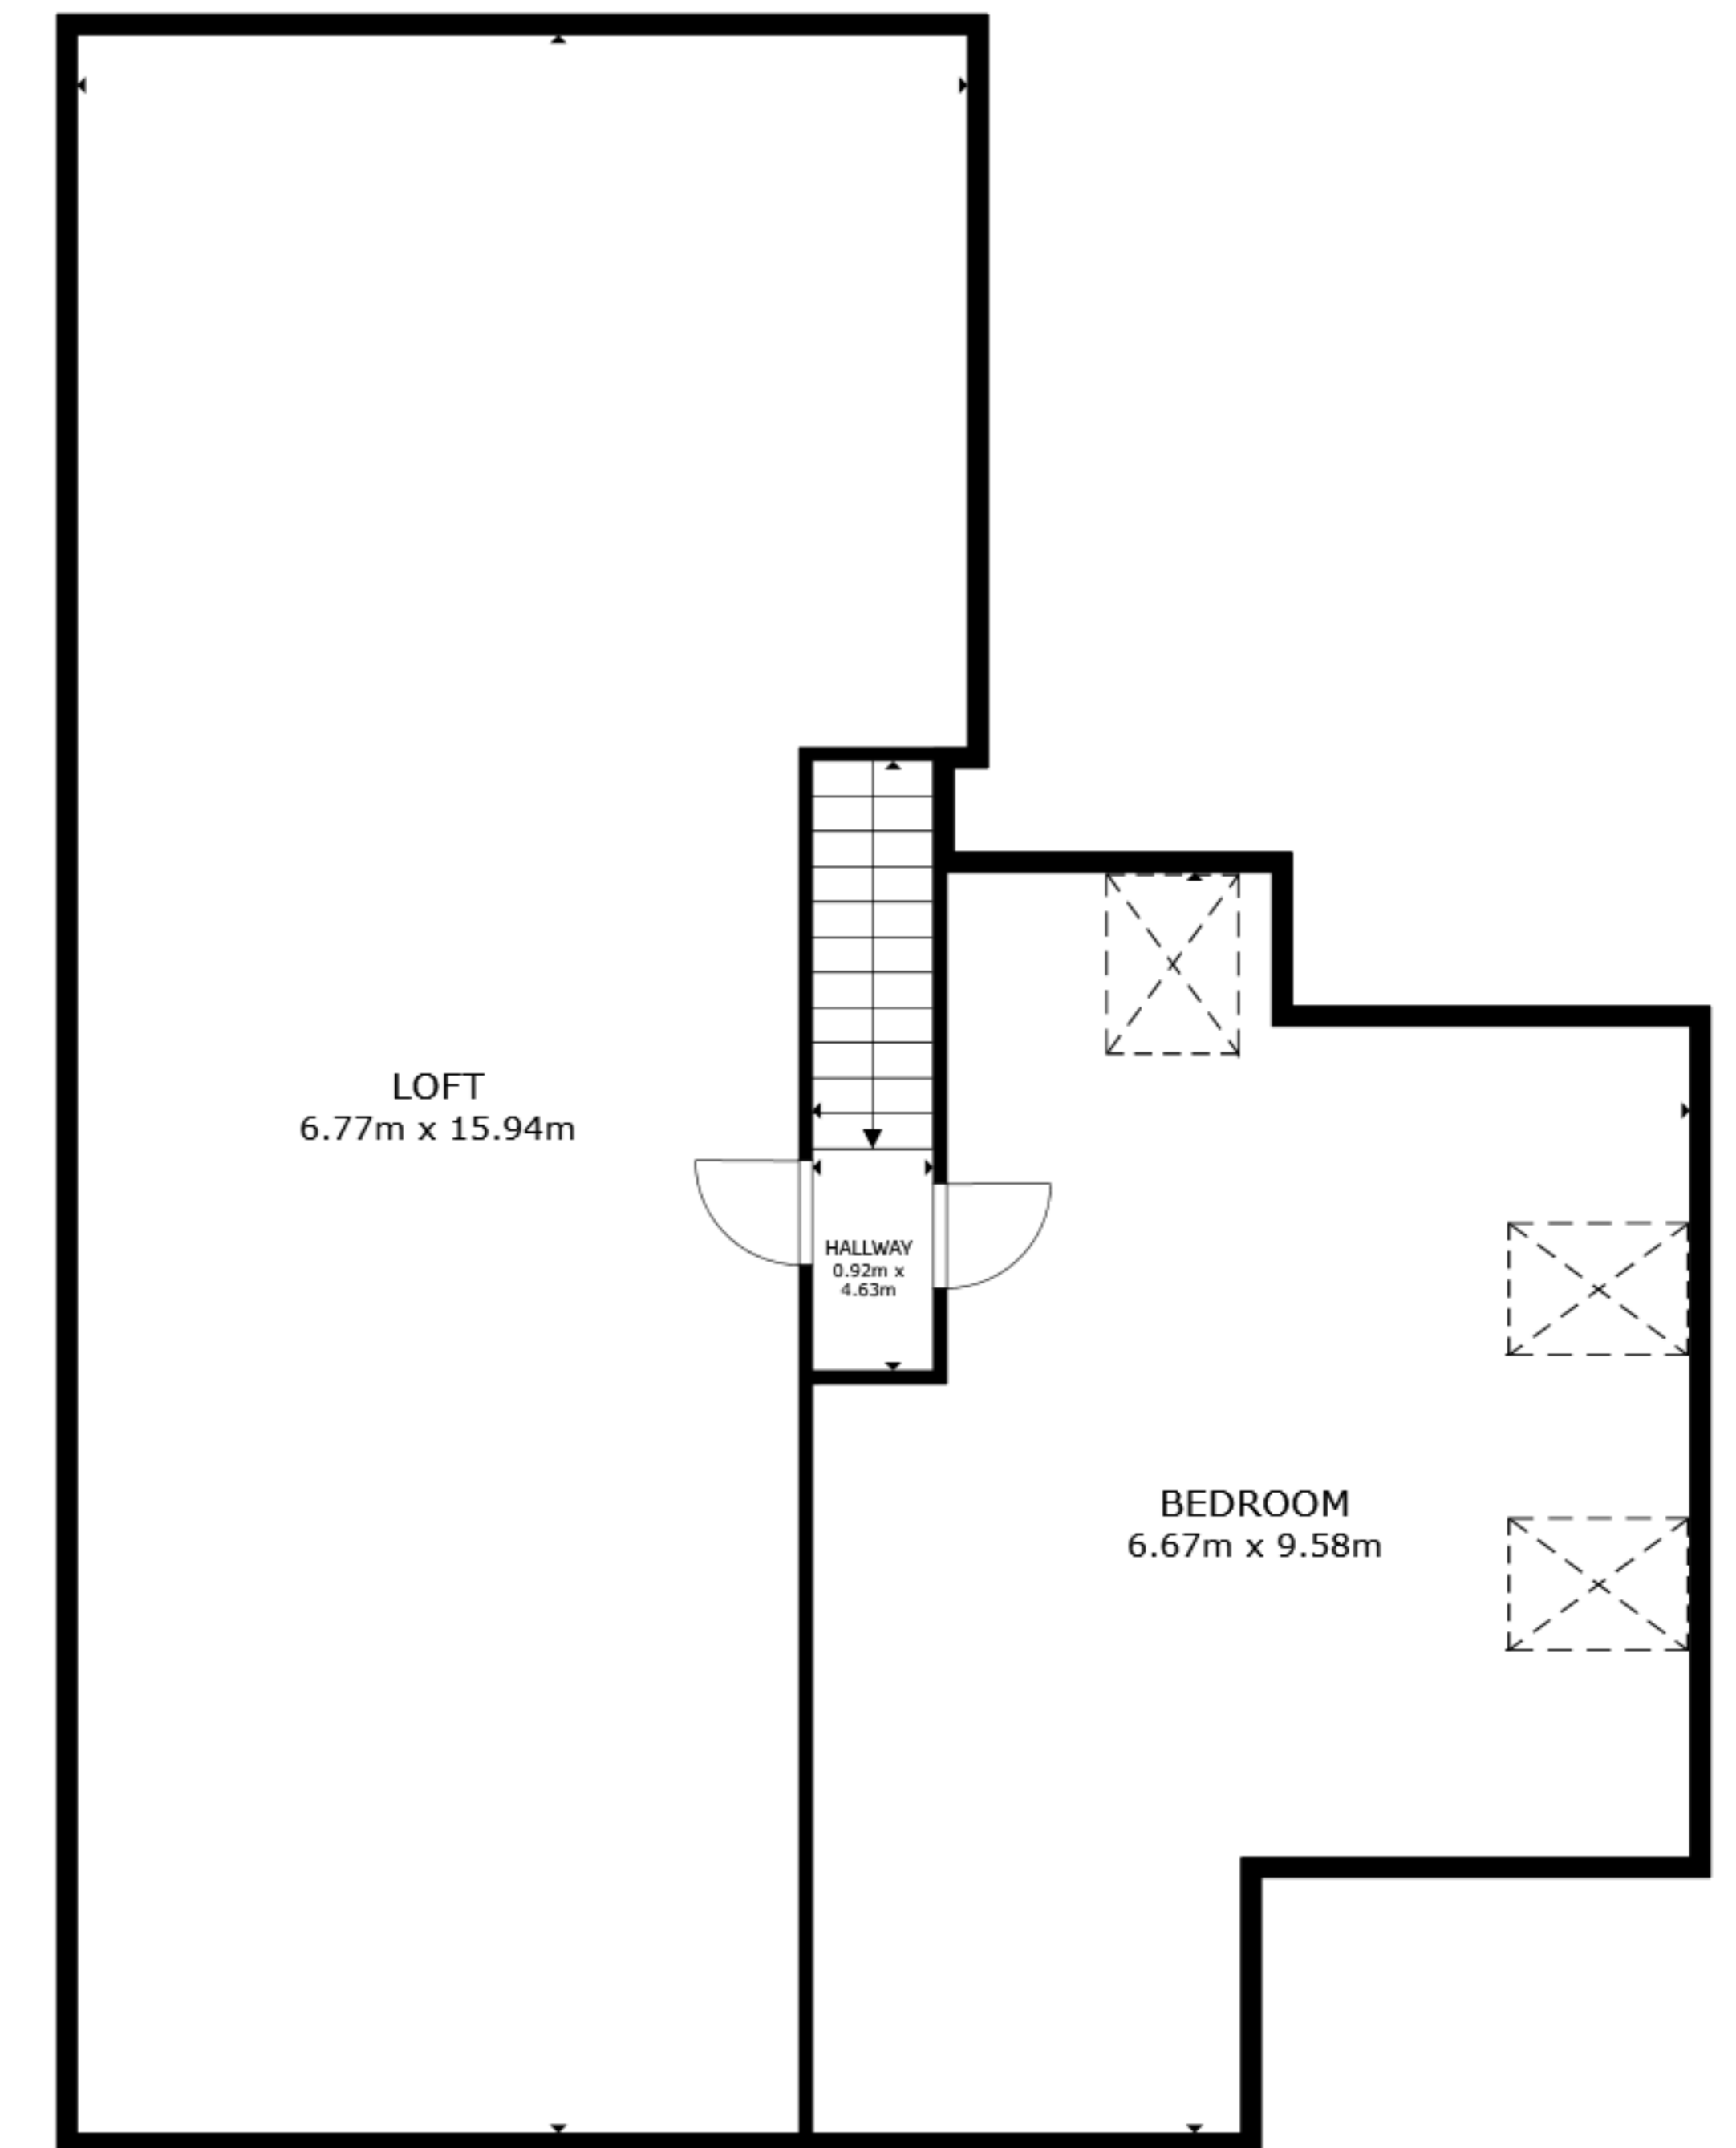 LOFT
6.77m x 15.94m
HALLWAY
0.92m x
4.63m
BEDROOM
6.67m x 9.58m